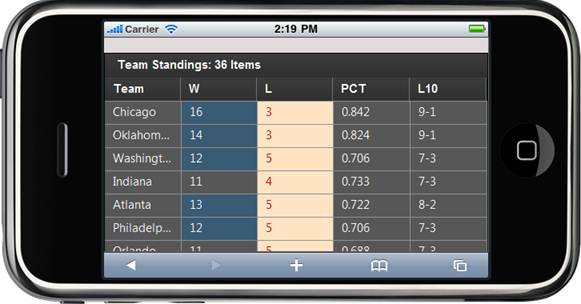 Carrier 2:19 PM
Team Standings: 36 Items
Team W L PCT L10
Chicago 16 3 0.842 9-1
Oklahom... 14 3 0.824 9-1
Washingt... 12 5 0.706 7-3
Indiana 11 4 0.733 7-3
Atlanta 13 5 0.722 8-2
Philadelp... 12 5 0.706 7-3
Orlando 11 5 0.688 7-3